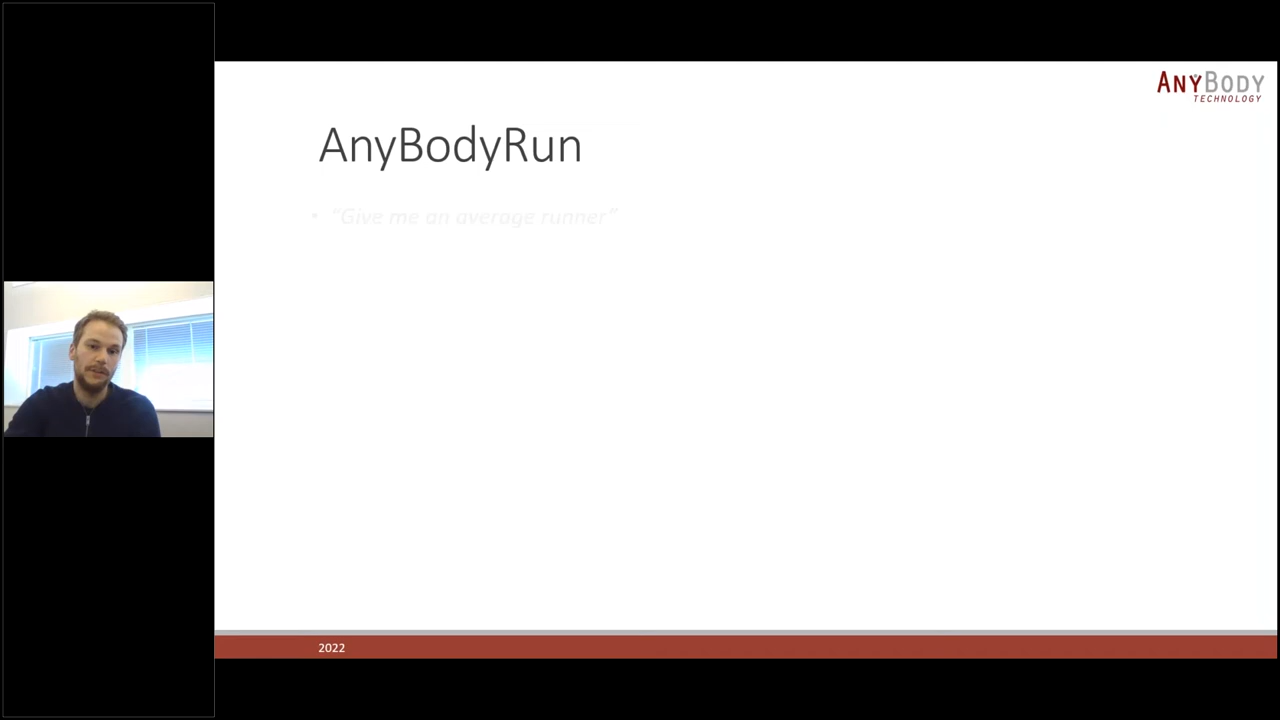 ANYBODY
TECHNOLOGY
AnyBodyRun
• "Give me an average runner"
2022